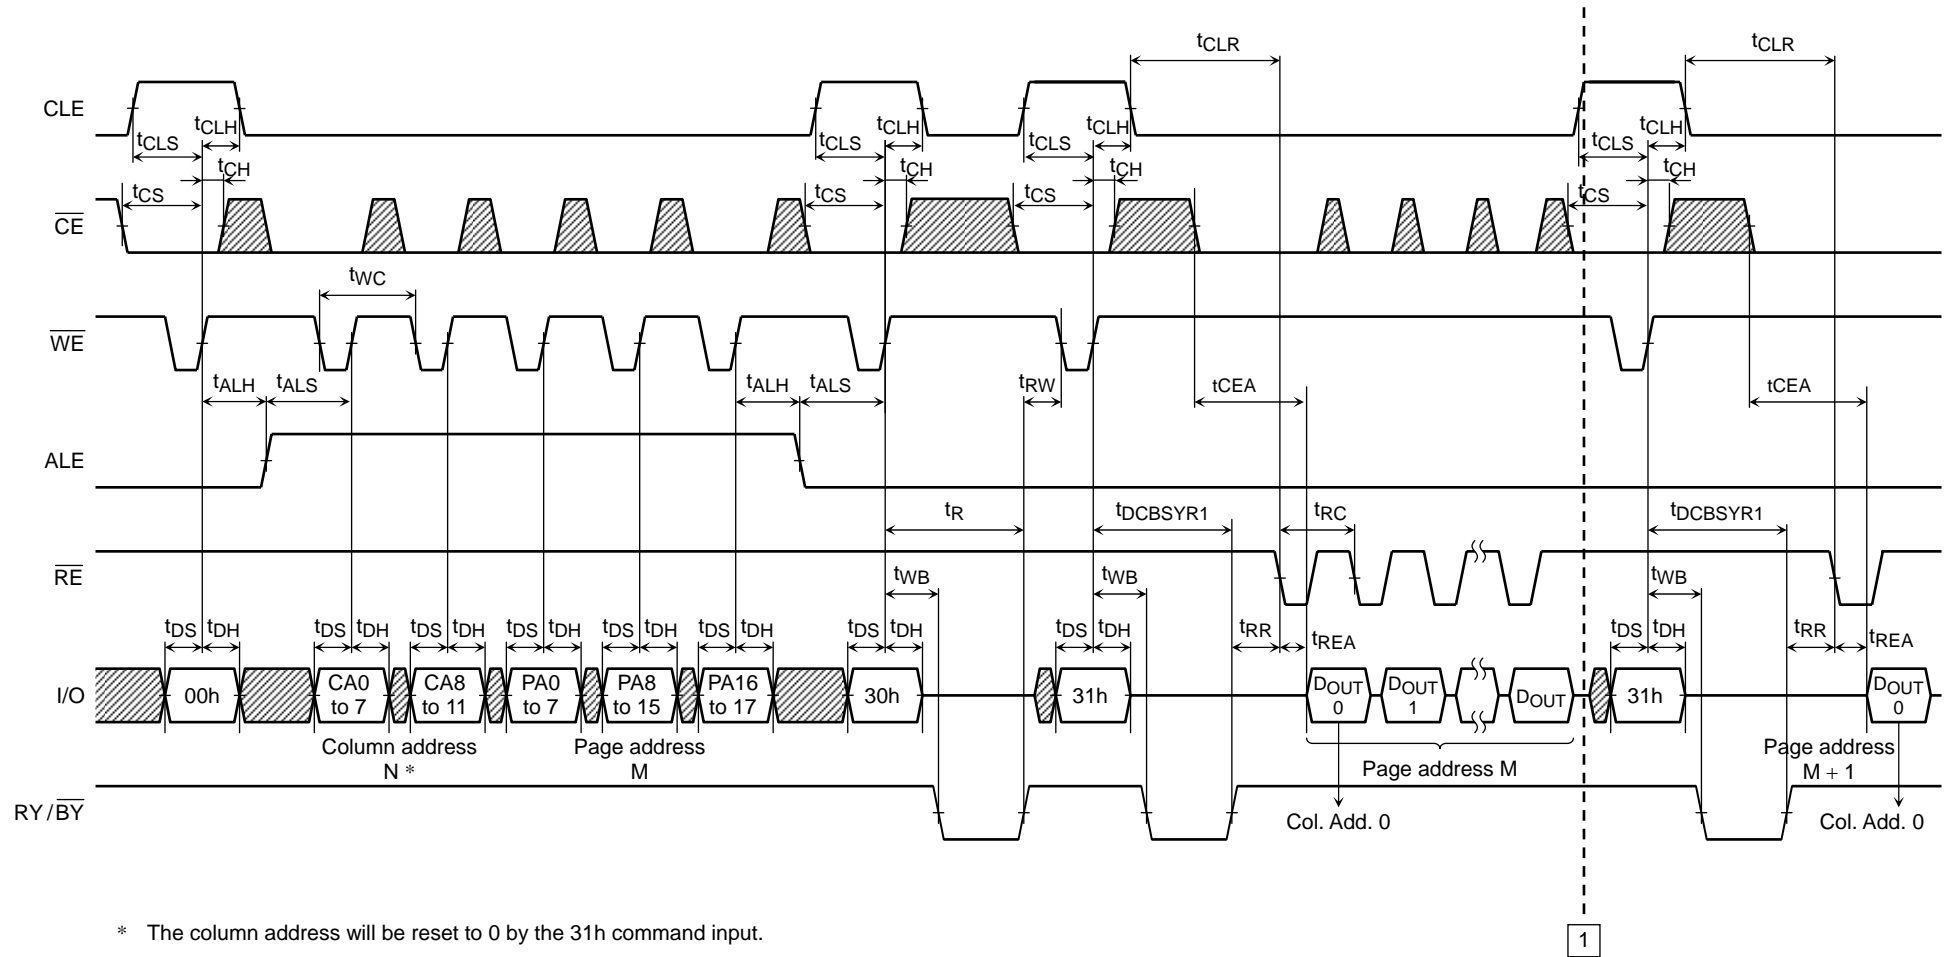 tCLR tCLR
CLE
tCLS tCLH tCLS tCLH tCLS tCLH tCLS tCLH
tCS tCH tCS tCH tCS tCH tCS tCH
CE
tWC
WE
tALH tALS tALH tALS tRW tCEA tCEA
ALE
tR tDCBSYR1 tRC tDCBSYR1
RE
tWB tWB tWB
tDS tDH tDS tDH tDS tDH tDS tDH tDS tDH tDS tDH tDS tDH tDS tDH tRR tREA tDS tDH tRR tREA
I/O
00h
CA0 to 7
CA8 to 11
PA0 to 7
PA8 to 15
PA16 to 17
30h
31h
DOUT 0
DOUT 1
DOUT
31h
DOUT 0
Column address N *
Page address M
Page address M
Page address M + 1
RY/BY
Col. Add. 0
Col. Add. 0
* The column address will be reset to 0 by the 31h command input.
1